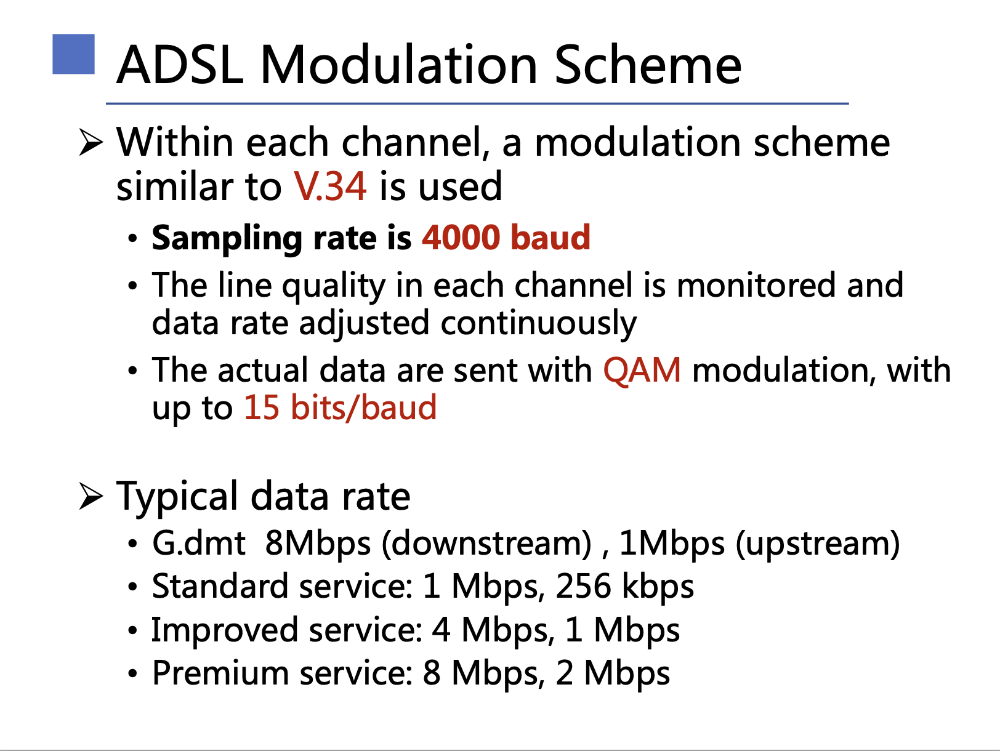 ADSL Modulation Scheme
➢ Within each channel, a modulation scheme
similar to V.34 is used
• Sampling rate is 4000 baud
• The line quality in each channel is monitored and
data rate adjusted continuously
• The actual data are sent with QAM modulation, with
up to 15 bits/baud
➢ Typical data rate
• G.dmt  8Mbps (downstream) , 1Mbps (upstream)
• Standard service: 1 Mbps, 256 kbps
• Improved service: 4 Mbps, 1 Mbps
• Premium service: 8 Mbps, 2 Mbps